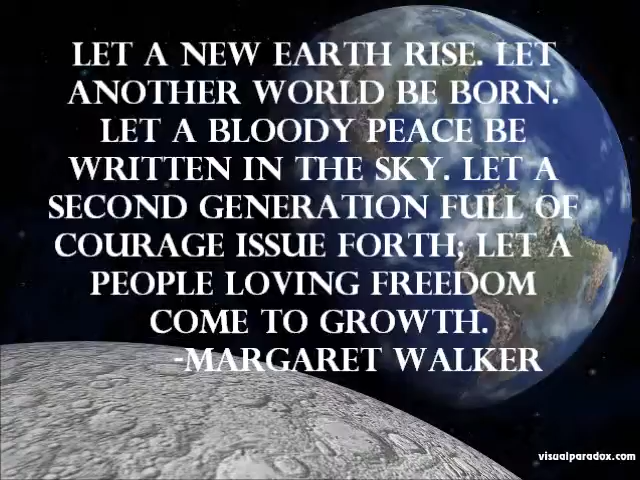 LET A NEW EARTH RISE. LET
ANOTHER WORLD BE BORN.
LET A BLOODY PEACE BE
WRITTEN IN THE SKY. LET A
SECOND GENERATION FULL OF
COURAGE ISSUE FORTH; LET A
PEOPLE LOVING FREEDOM
COME TO GROWTH.
-MARGARET WALKER
visualparadox.com